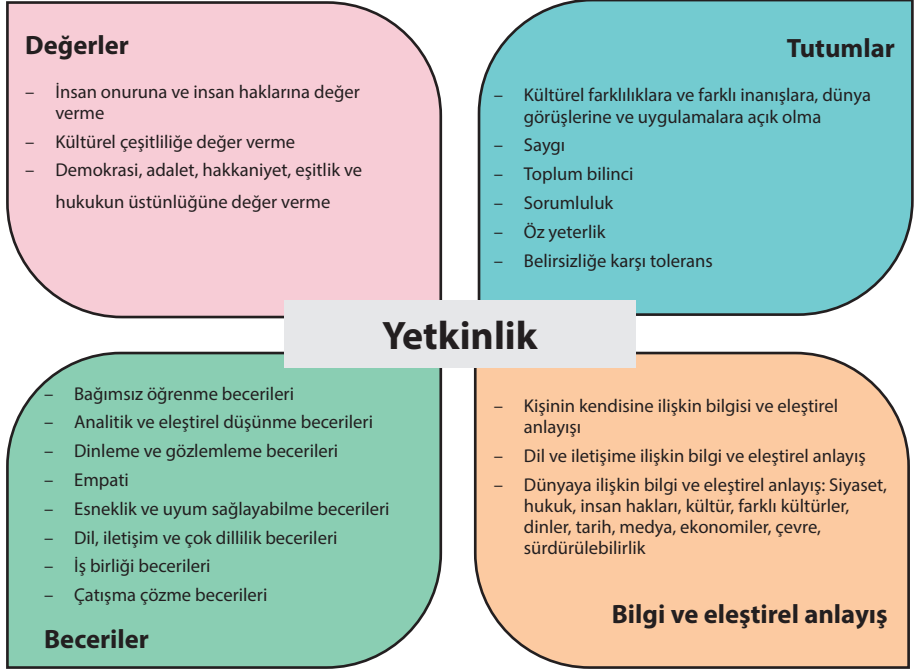 Değerler
– İnsan onuruna ve insan haklarına değer
verme
– Kültürel çeşitliliğe değer verme
– Demokrasi, adalet, hakkaniyet, eşitlik ve
hukukun üstünlüğüne değer verme
Tutumlar
– Kültürel farklılıklara ve farklı inanışlara, dünya
görüşlerine ve uygulamalara açık olma
– Saygı
– Toplum bilinci
– Sorumluluk
– Öz yeterlik
– Belirsizliğe karşı tolerans
Yetkinlik
– Bağımsız öğrenme becerileri
– Analitik ve eleştirel düşünme becerileri
– Dinleme ve gözlemleme becerileri
– Empati
– Esneklik ve uyum sağlayabilme becerileri
– Dil, iletişim ve çok dillilik becerileri
– İş birliği becerileri
– Çatışma çözme becerileri
Beceriler
– Kişinin kendisine ilişkin bilgisi ve eleştirel
anlayışı
– Dil ve iletişime ilişkin bilgi ve eleştirel anlayış
– Dünyaya ilişkin bilgi ve eleştirel anlayış: Siyaset,
hukuk, insan hakları, kültür, farklı kültürler,
dinler, tarih, medya, ekonomiler, çevre,
sürdürülebilirlik
Bilgi ve eleştirel anlayış